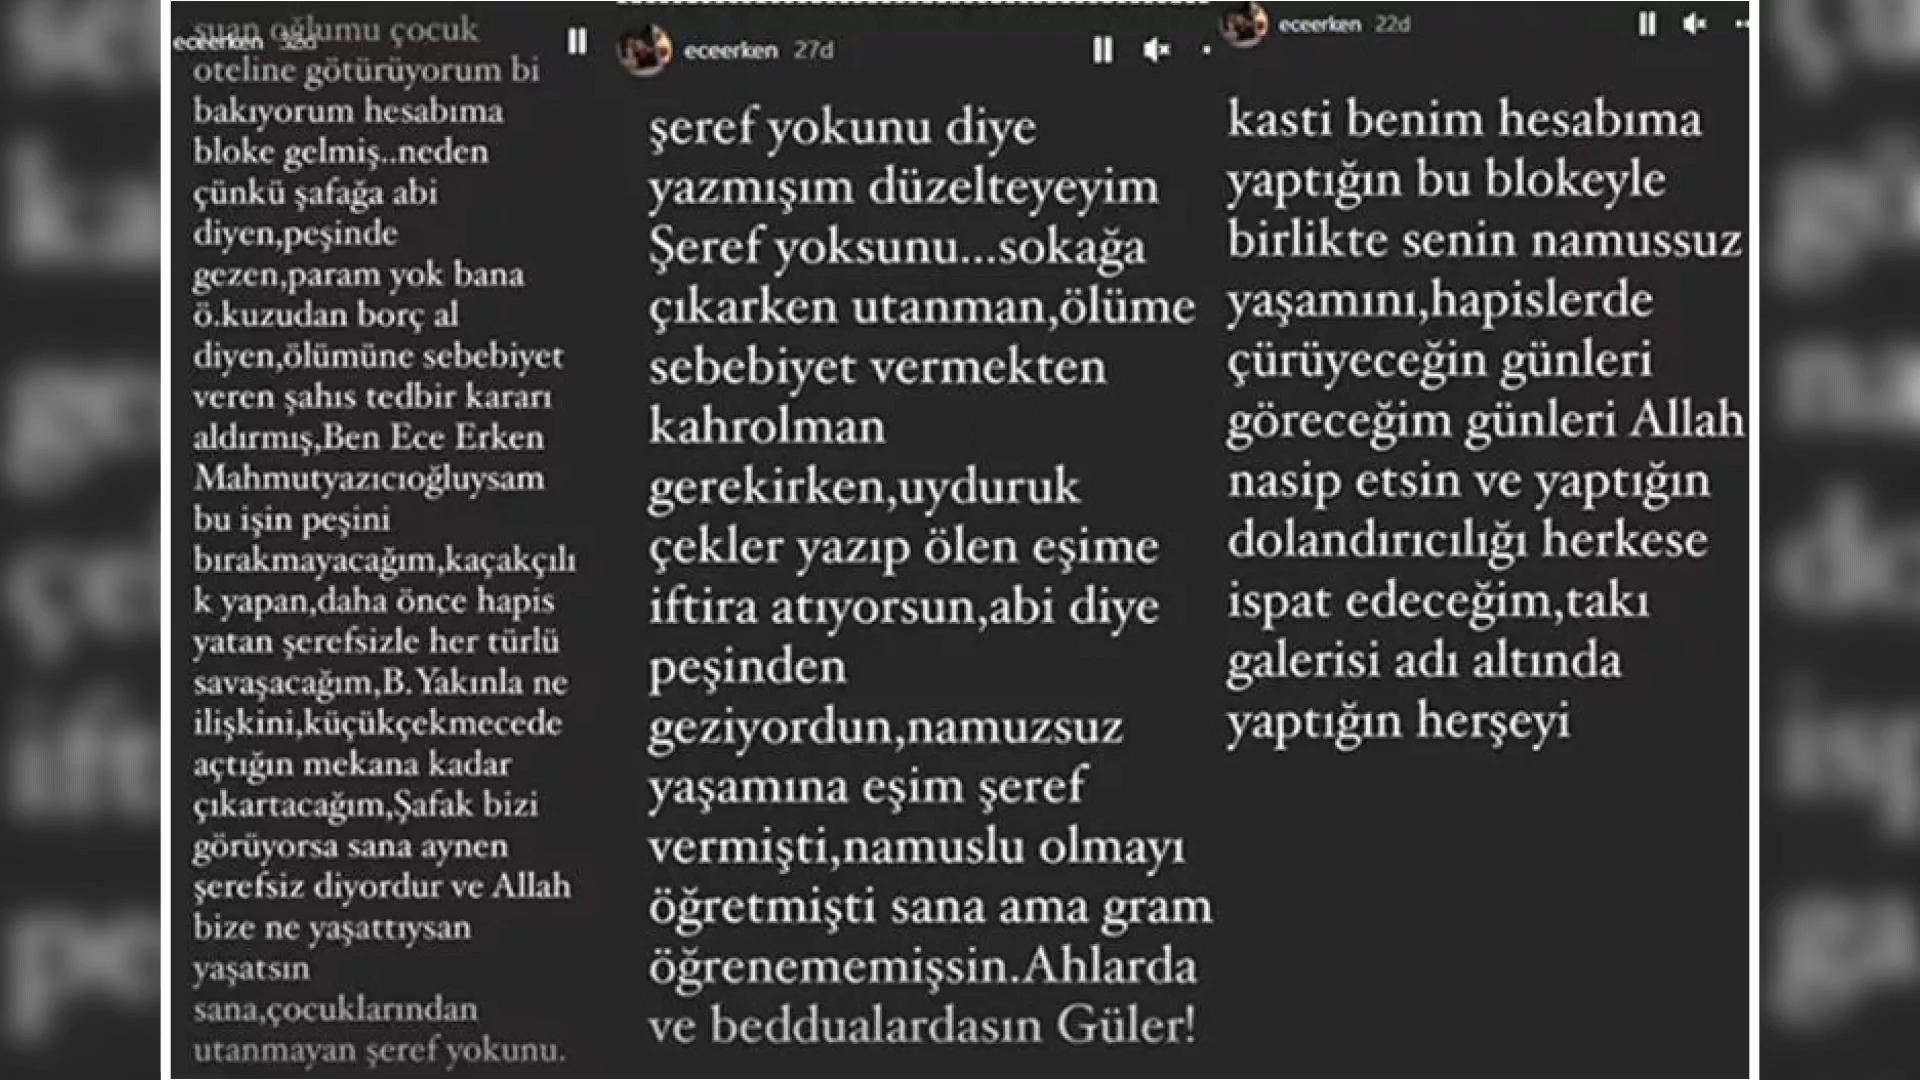 eceerken 32d
şuan oğlumu çocuk
oteline götürüyorum bi
bakıyorum hesabıma
bloke gelmiş..neden
çünkü şafağa abi
diyen,peşinde
gezen,param yok bana
ö.kuzudan borç al
diyen,ölümüne sebebiyet
veren şahıs tedbir kararı
aldırmış,Ben Ece Erken
Mahmutyazıcıoğluysam
bu işin peşini
bırakmayacağım,kaçakçılı
k yapan,daha önce hapis
yatan şerefsizle her türlü
savaşacağım,B.Yakınla ne
ilişkini,küçükçekmecede
açtığın mekana kadar
çıkartacağım,Şafak bizi
görüyorsa sana aynen
şerefsiz diyordur ve Allah
bize ne yaşattıysan
yaşatsın
sana,çocuklarından
utanmayan şeref yokunu.
eceerken 27d
şeref yokunu diye
yazmışım düzelteyeyim
Şeref yoksunu...sokağa
çıkarken utanman,ölüme
sebebiyet vermekten
kahrolman
gerekirken,uyduruk
çekler yazıp ölen eşime
iftira atıyorsun,abi diye
peşinden
geziyordun,namuzsuz
yaşamına eşim şeref
vermişti,namuslu olmayı
öğretmişti sana ama gram
öğrenememişsin.Ahlarda
ve beddualardasın Güler!
eceerken 22d
kasti benim hesabıma
yaptığın bu blokeyle
birlikte senin namussuz
yaşamını,hapislerde
çürüyeceğin günleri
göreceğim günleri Allah
nasip etsin ve yaptığın
dolandırıcılığı herkese
ispat edeceğim,takı
galerisi adı altında
yaptığın herşeyi